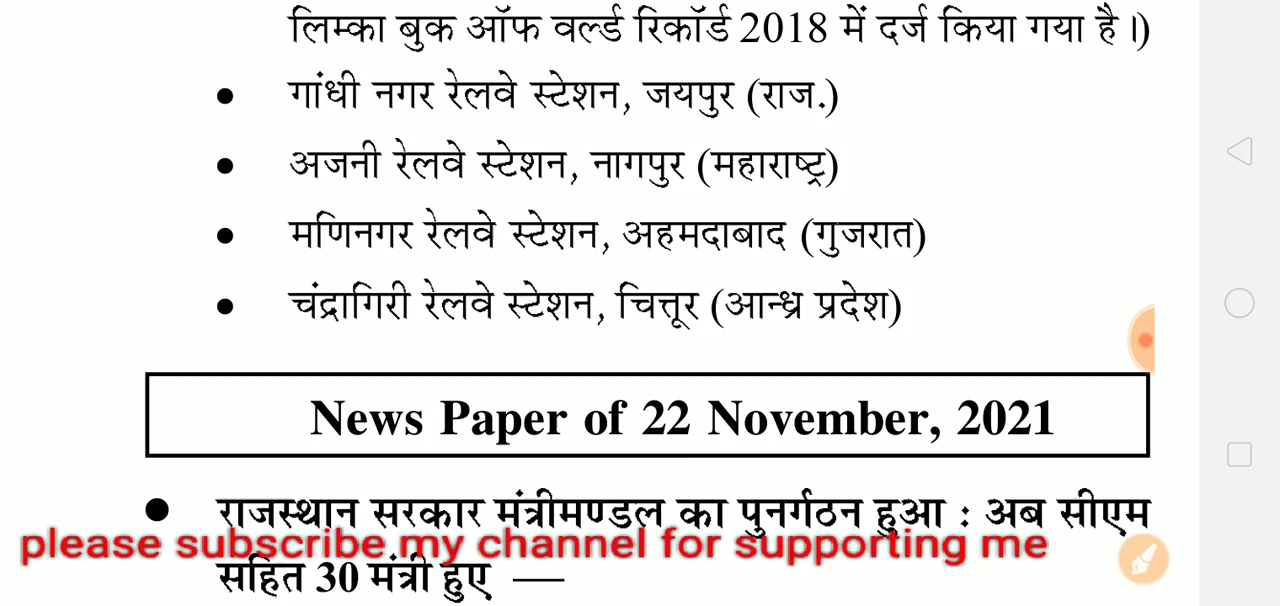 लिम्का बुक ऑफ वर्ल्ड रिकॉर्ड 2018 में दर्ज किया गया है।)
• गांधी नगर रेलवे स्टेशन, जयपुर (राज.)
• अजनी रेलवे स्टेशन, नागपुर (महाराष्ट्र)
• मणिनगर रेलवे स्टेशन, अहमदाबाद (गुजरात)
• चंद्रागिरी रेलवे स्टेशन, चित्तूर (आन्ध्र प्रदेश)
News Paper of 22 November, 2021
• राजस्थान सरकार मंत्रीमण्डल का पुनर्गठन हुआ : अब सीएम
please subscribe my channel for supporting me
सहित 30 मंत्री हुए —